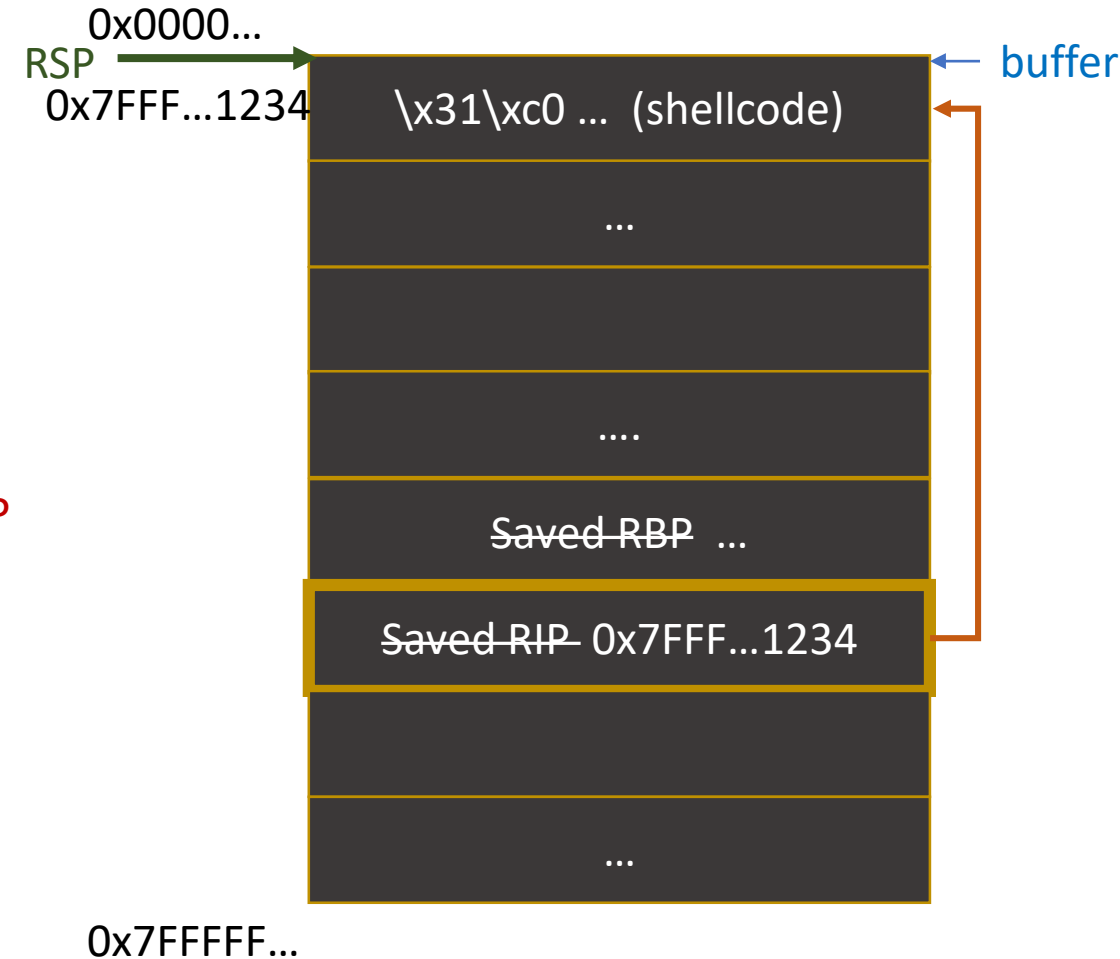 0x0000…
RSP
buffer
0x7FFF…1234
\x31\xc0 … (shellcode)
…
….
P
Saved RBP …
Saved RIP 0x7FFF…1234
…
0x7FFFFF…